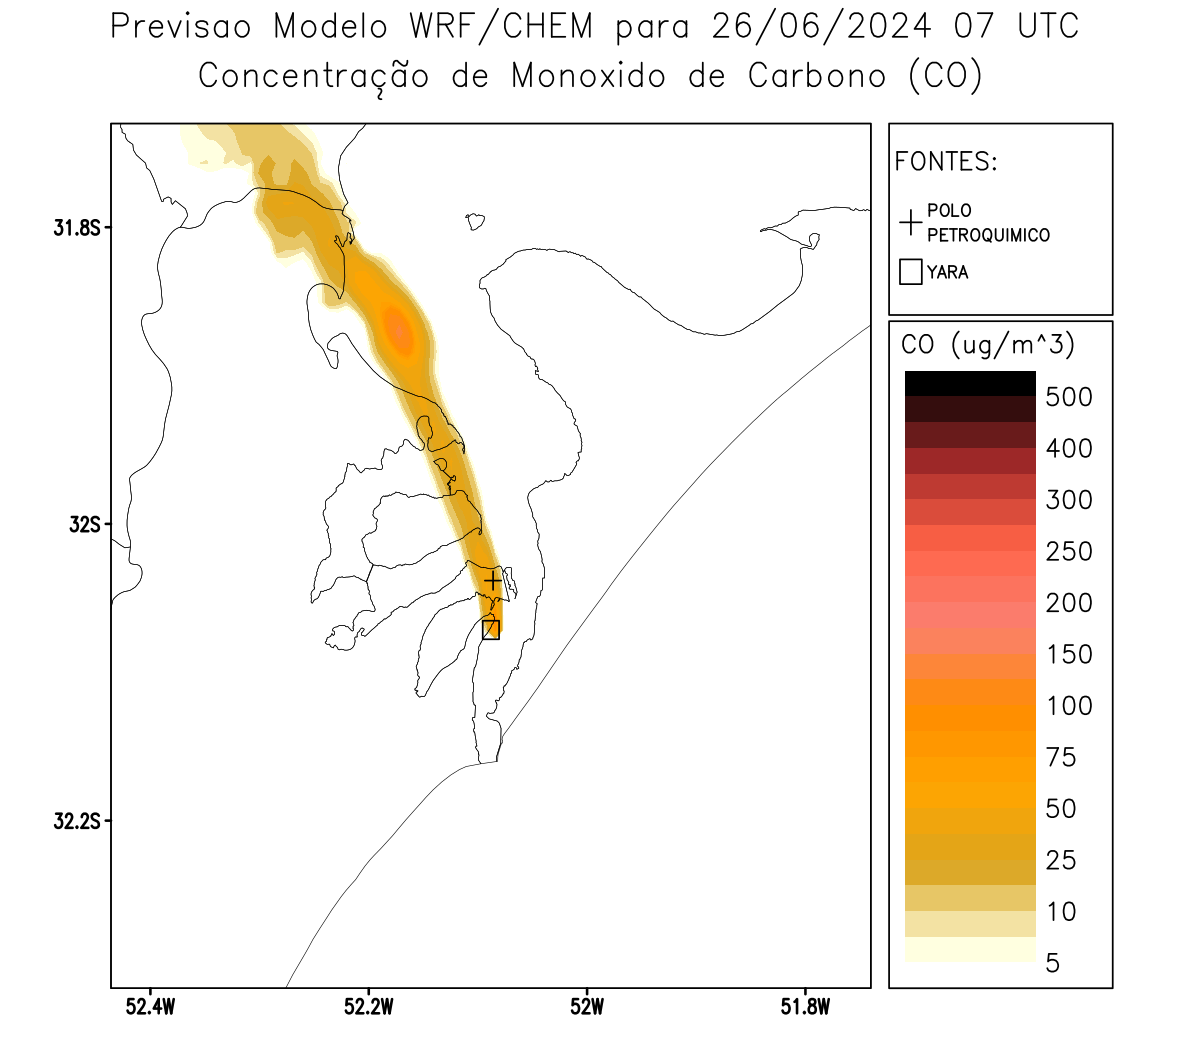 Previsao Modelo WRF/CHEM para 26/06/2024 07 UTC
Concentração de Monoxido de Carbono (CO)
FONTES:
POLO
PETROQUIMICO
YARA
31.8S
32S
32.2S
52.4W
52.2W
52W
51.8W
CO (ug/m^3)
500
400
300
250
200
150
100
75
50
25
10
5